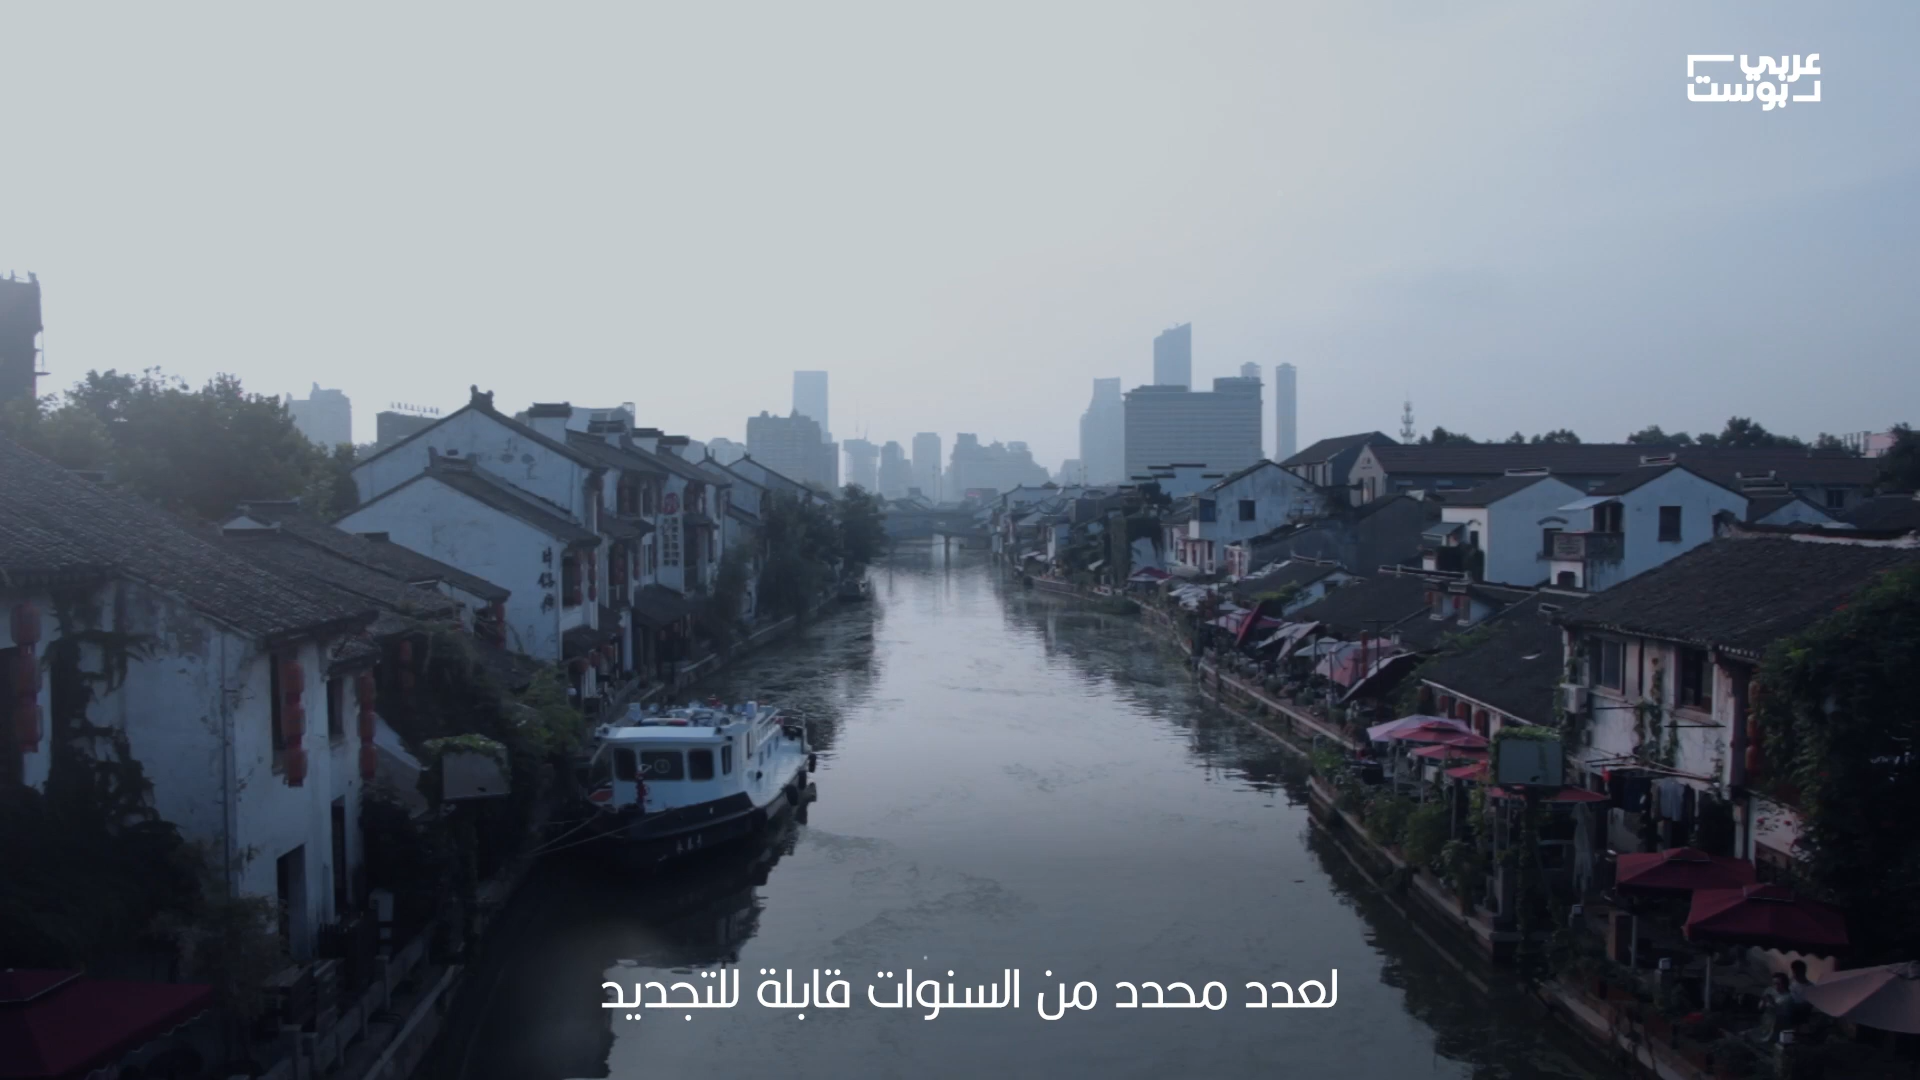 عربي
بوست
لعدد محدد من السنوات قابلة للتجديد